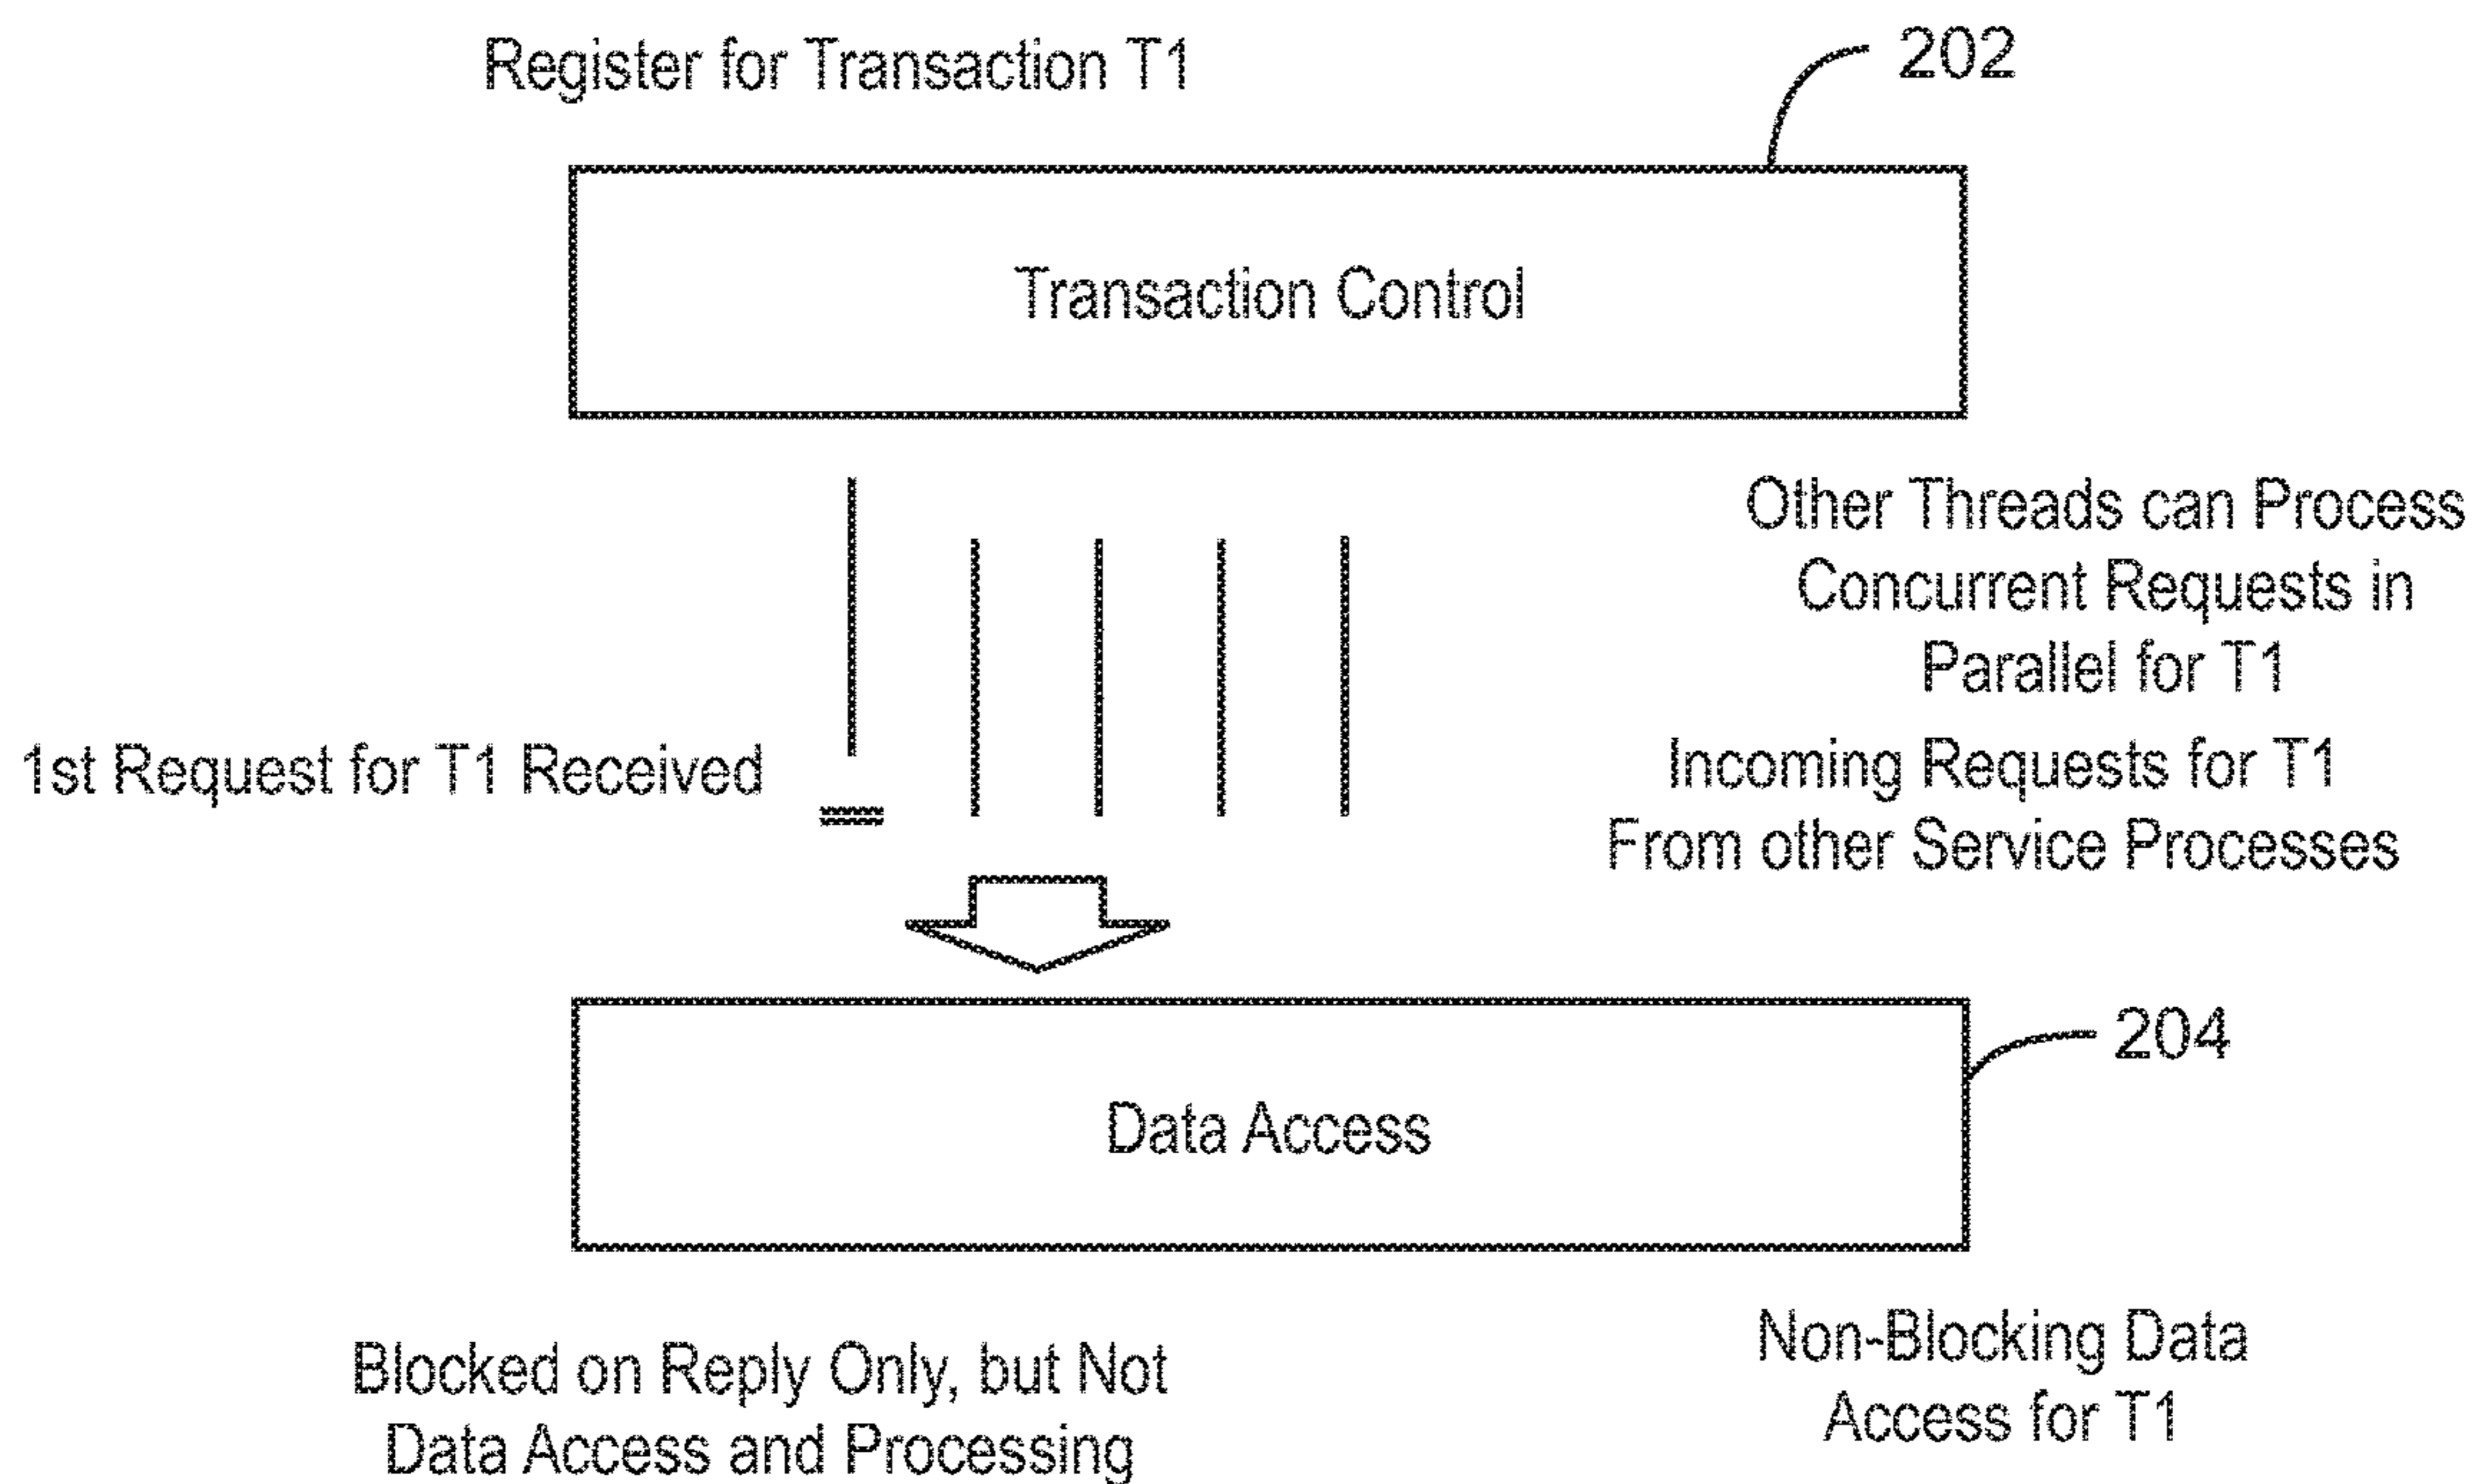 Register for Transaction T1
202
Transaction Control
Other Threads can Process
Concurrent Requests in
Parallel for T1
1st Request for T1 Received
Incoming Requests for T1
From other Service Processes
Data Access
204
Blocked on Reply Only, but Not
Data Access and Processing
Non-Blocking Data
Access for T1